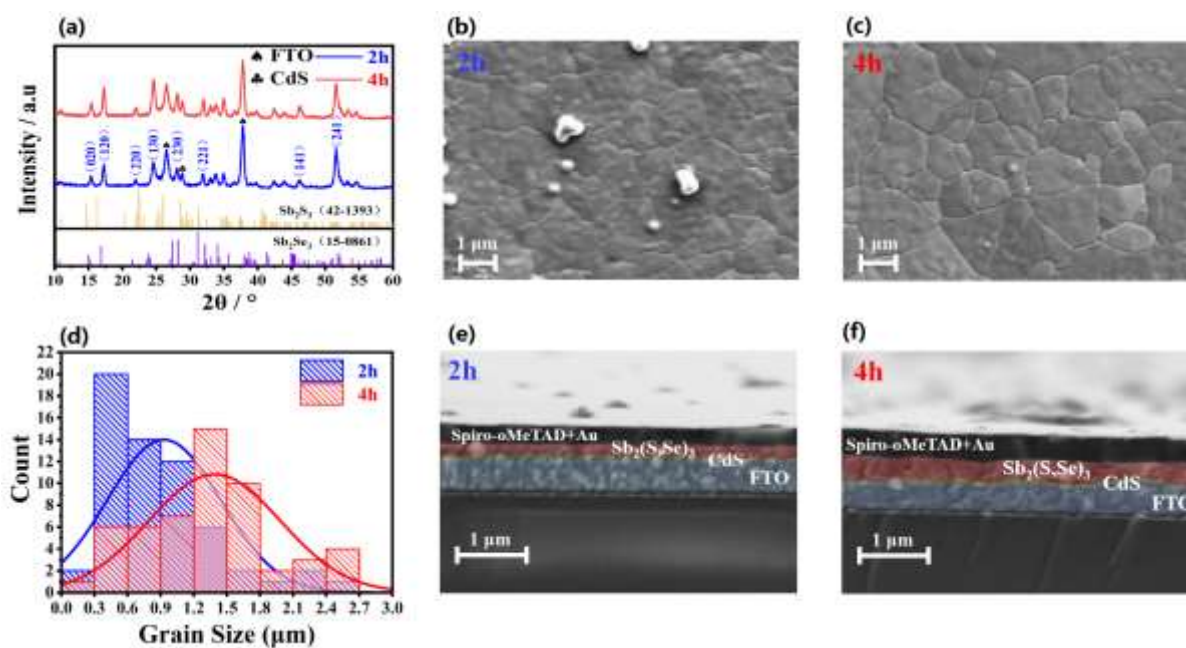 (a)
♠ FTO
2h
♣ CdS
4h
Intensity / a.u
(020)
(120)
(220)
(130)
(230)
(221)
(141)
Sb₂S₃ (42-1393)
Sb₂Se₃ (15-0861)
10 15 20 25 30 35 40 45 50 55 60
2θ / °
(b)
2h
1 µm
(c)
4h
1 µm
(d)
2h
4h
22
20
18
16
14
12
10
8
6
4
2
0
Count
0.0 0.3 0.6 0.9 1.2 1.5 1.8 2.1 2.4 2.7 3.0
Grain Size (µm)
(e)
2h
Spiro-oMeTAD+Au
Sb₂(S,Se)₃
CdS
FTO
1 µm
(f)
4h
Spiro-oMeTAD+Au
Sb₂(S,Se)₃
CdS
FTO
1 µm